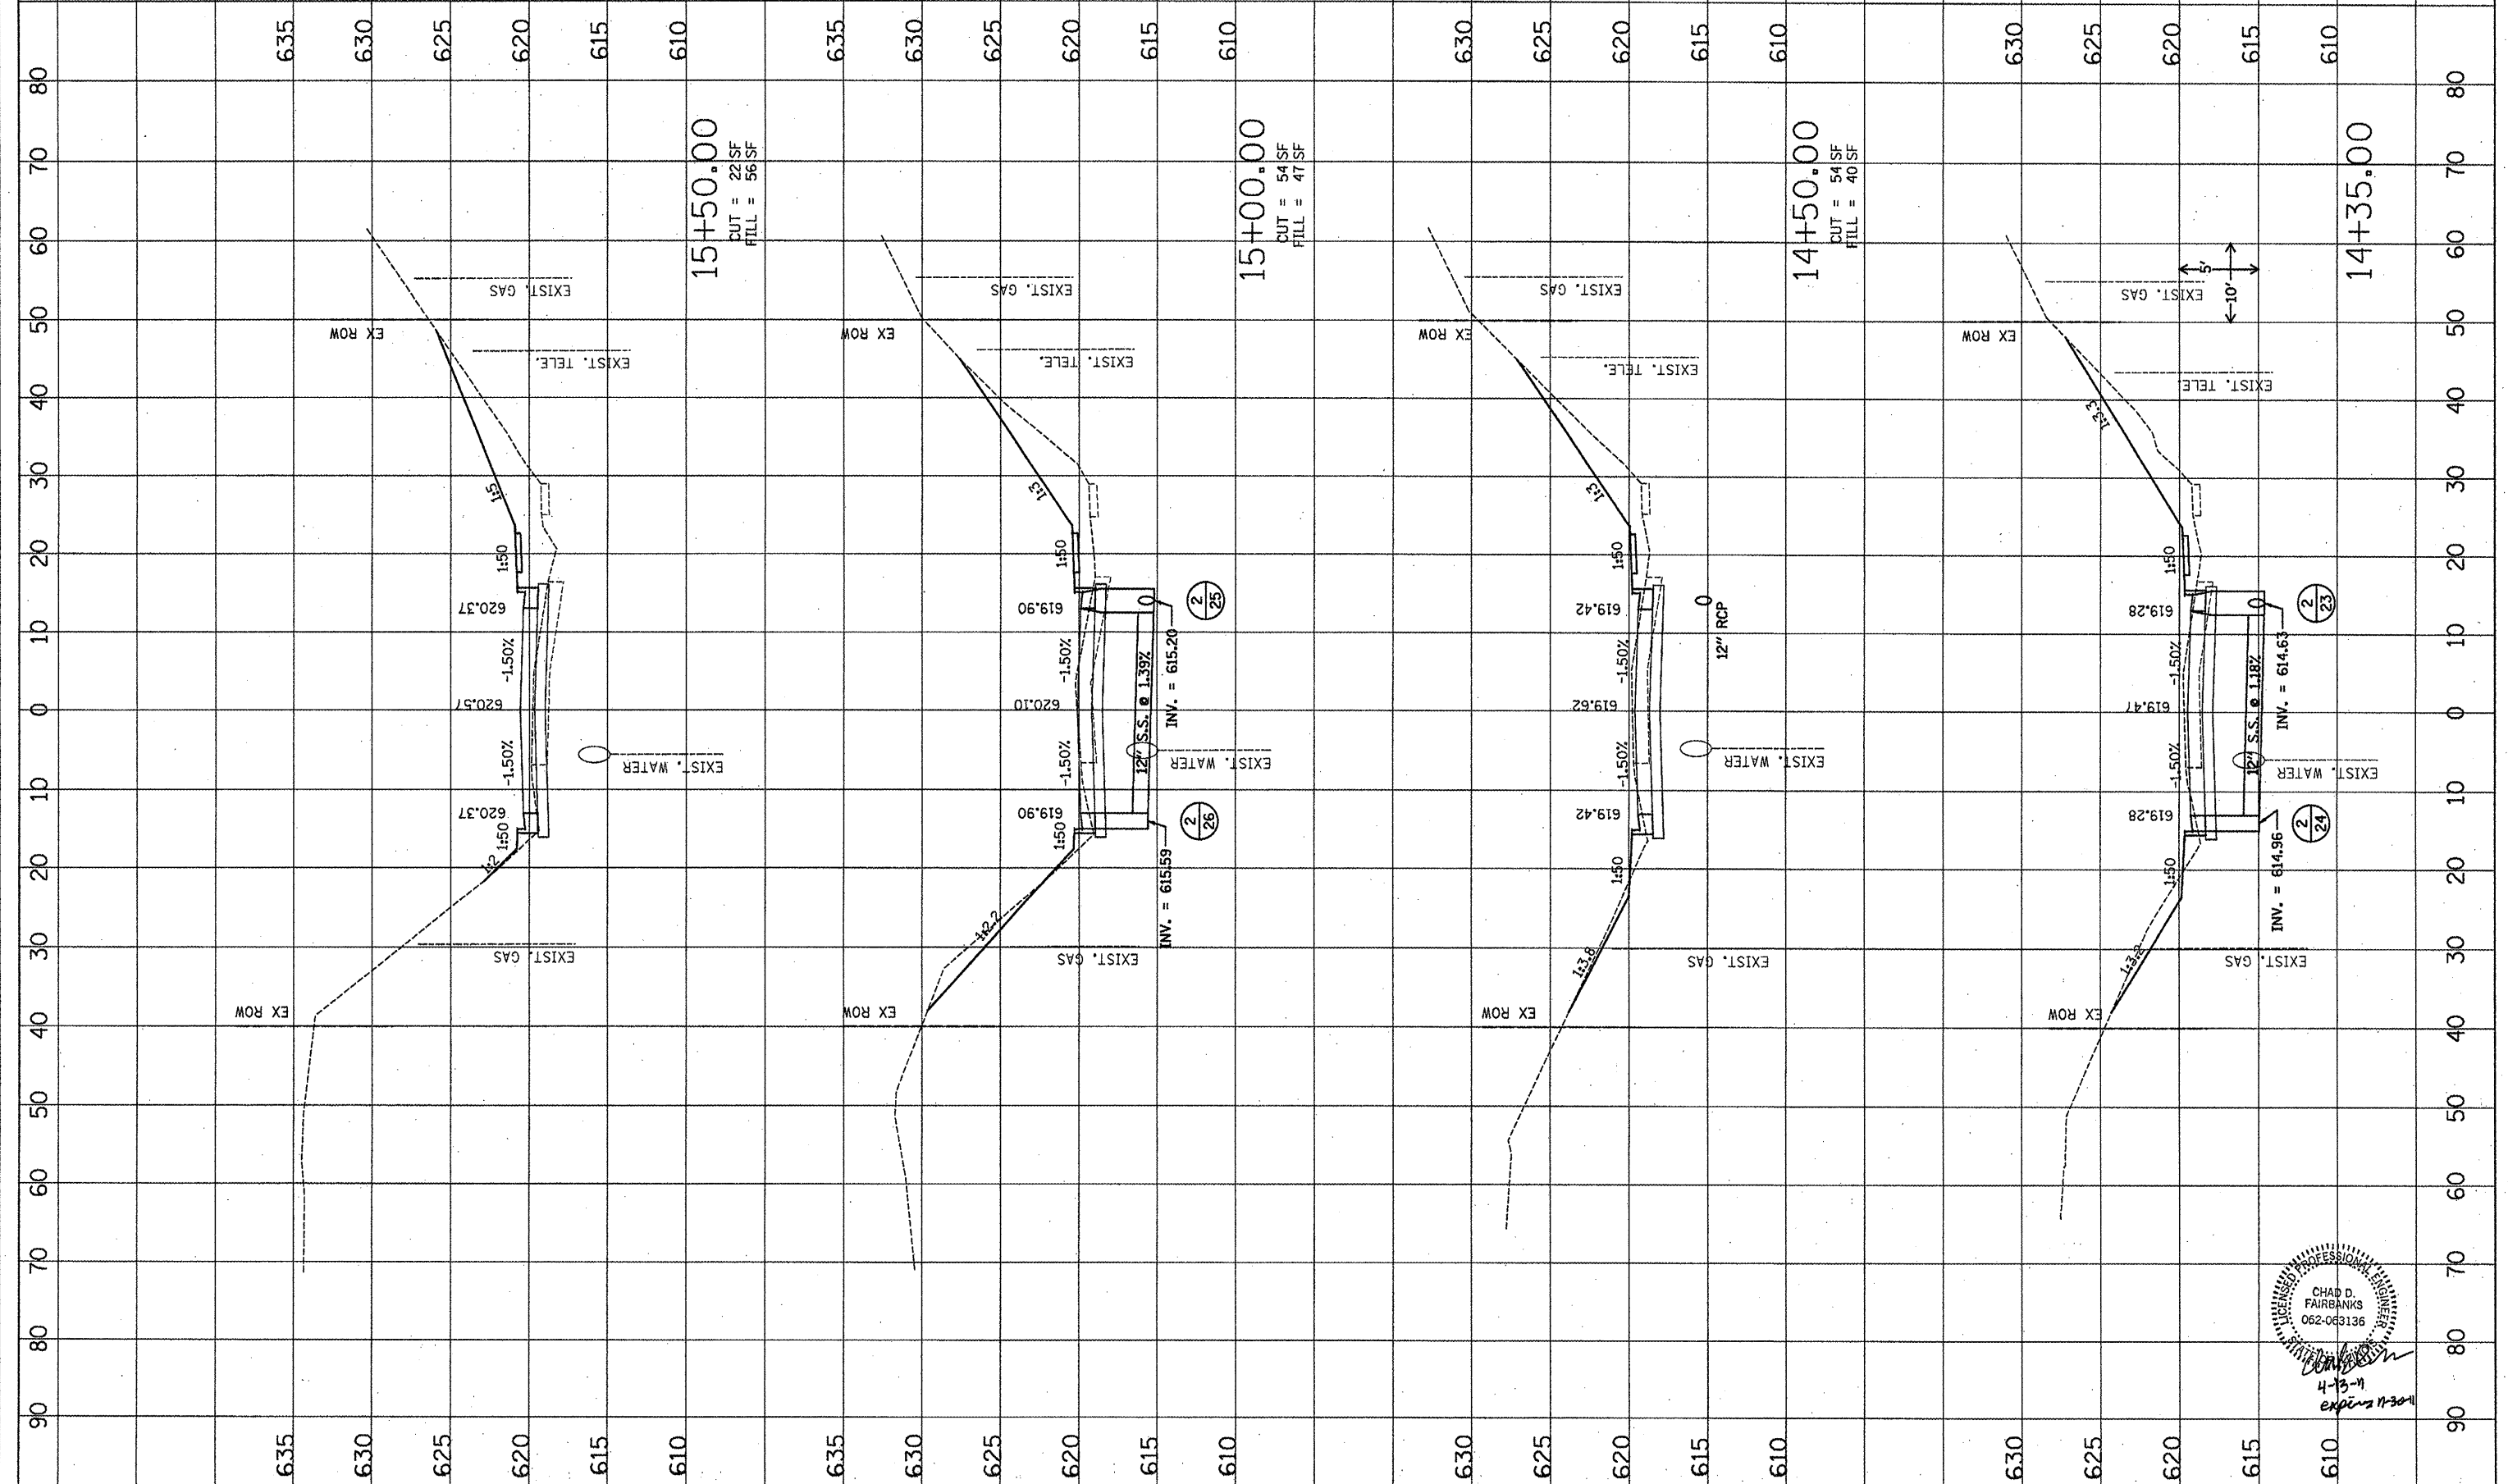 80 70 60 50 40 30 20 10 0 10 20 30 40 50 60 70 80 90
635 630 625 620 615 610
EX ROW
EXIST. GAS
1:2
1:50
620.37
-1.50%
EXIST. WATER
620.57
-1.50%
620.37
1:50
1:5
EXIST. TELE.
EX ROW
EXIST. GAS
15+50.00
CUT = 22 SF
FILL = 56 SF
635 630 625 620 615 610
635 630 625 620 615 610
EX ROW
1:2.2
EXIST. GAS
1:50
619.90
-1.50%
EXIST. WATER
620.10
-1.50%
619.90
1:50
1:3
EXIST. TELE.
EX ROW
EXIST. GAS
12" S.S. @ 1.39%
INV. = 615.59
INV. = 615.20
2
26
2
25
15+00.00
CUT = 54 SF
FILL = 47 SF
635 630 625 620 615 610
630 625 620 615 610
EX ROW
1:3.8
EXIST. GAS
1:50
619.42
-1.50%
EXIST. WATER
619.62
-1.50%
619.42
1:50
1:3
12" RCP
EXIST. TELE.
EX ROW
EXIST. GAS
14+50.00
CUT = 54 SF
FILL = 40 SF
630 625 620 615 610
630 625 620 615 610
EX ROW
1:3.2
EXIST. GAS
1:50
619.28
-1.50%
EXIST. WATER
619.47
-1.50%
619.28
1:50
1:3.3
EXIST. TELE.
EX ROW
EXIST. GAS
12" S.S. @ 1.18%
INV. = 614.96
INV. = 614.63
2
24
2
23
5'
10'
14+35.00
630 625 620 615 610
80 70 60 50 40 30 20 10 0 10 20 30 40 50 60 70 80 90
LICENSED PROFESSIONAL ENGINEER
CHAD D.
FAIRBANKS
062-063136
STATE OF
4-13-11
expires 11-30-11